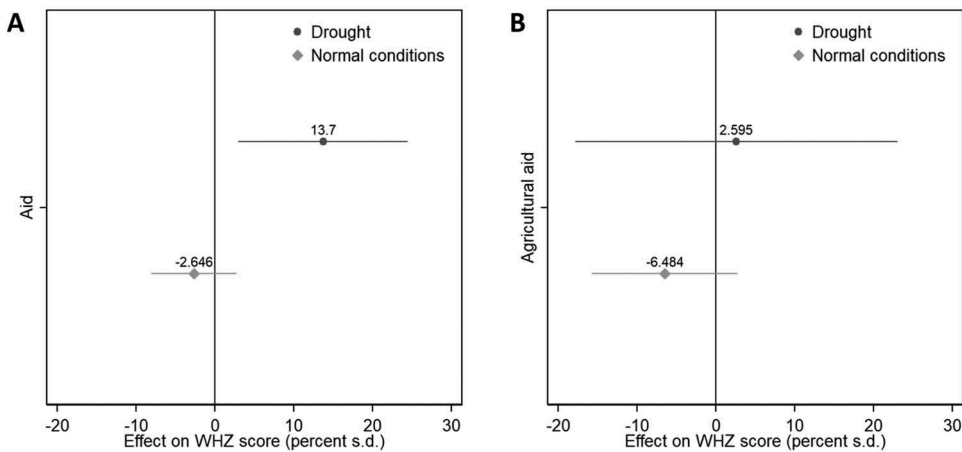 A
Drought
Normal conditions
13.7
Aid
-2.646
-20 -10 0 10 20 30
Effect on WHZ score (percent s.d.)
B
Drought
Normal conditions
2.595
Agricultural aid
-6.484
-20 -10 0 10 20 30
Effect on WHZ score (percent s.d.)